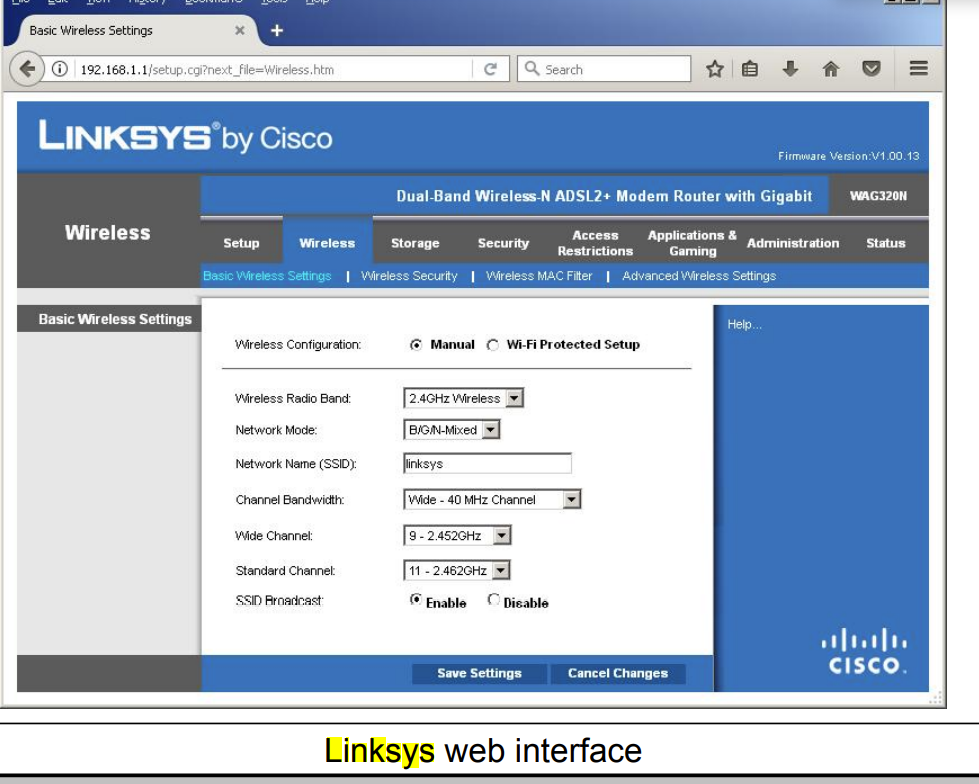 Basic Wireless Settings
192.168.1.1/setup.cgi?next_file=Wireless.htm Search
LINKSYS® by Cisco
Firmware Version:V1.00.13
Dual-Band Wireless-N ADSL2+ Modem Router with Gigabit WAG320N
Wireless
Setup Wireless Storage Security Access Restrictions Applications & Gaming Administration Status
Basic Wireless Settings | Wireless Security | Wireless MAC Filter | Advanced Wireless Settings
Basic Wireless Settings
Help...
Wireless Configuration: Manual Wi-Fi Protected Setup
Wireless Radio Band: 2.4GHz Wireless
Network Mode: B/G/N-Mixed
Network Name (SSID): linksys
Channel Bandwidth: Wide - 40 MHz Channel
Wide Channel: 9 - 2.452GHz
Standard Channel: 11 - 2.462GHz
SSID Broadcast: Enable Disable
Save Settings Cancel Changes
CISCO.
Linksys web interface